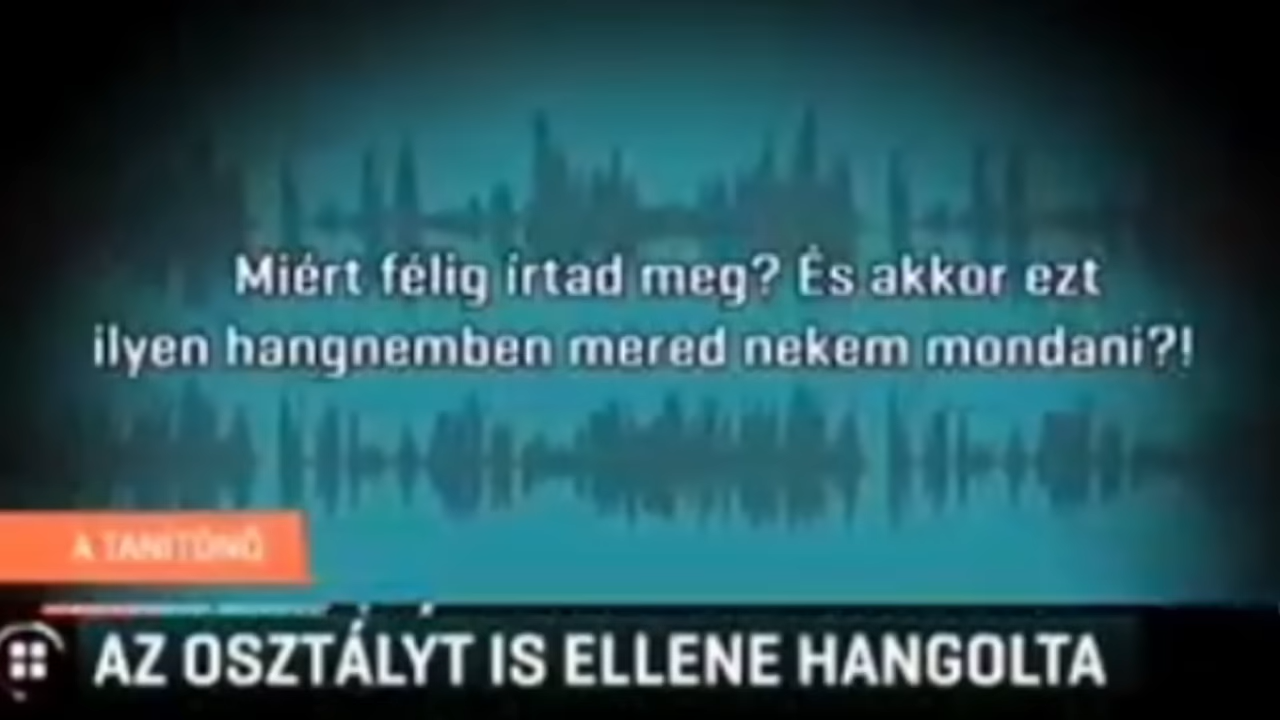 Miért félig írtad meg? És akkor ezt
ilyen hangnemben mered nekem mondani?!
A TANÍTÓNŐ
AZ OSZTÁLYT IS ELLENE HANGOLTA